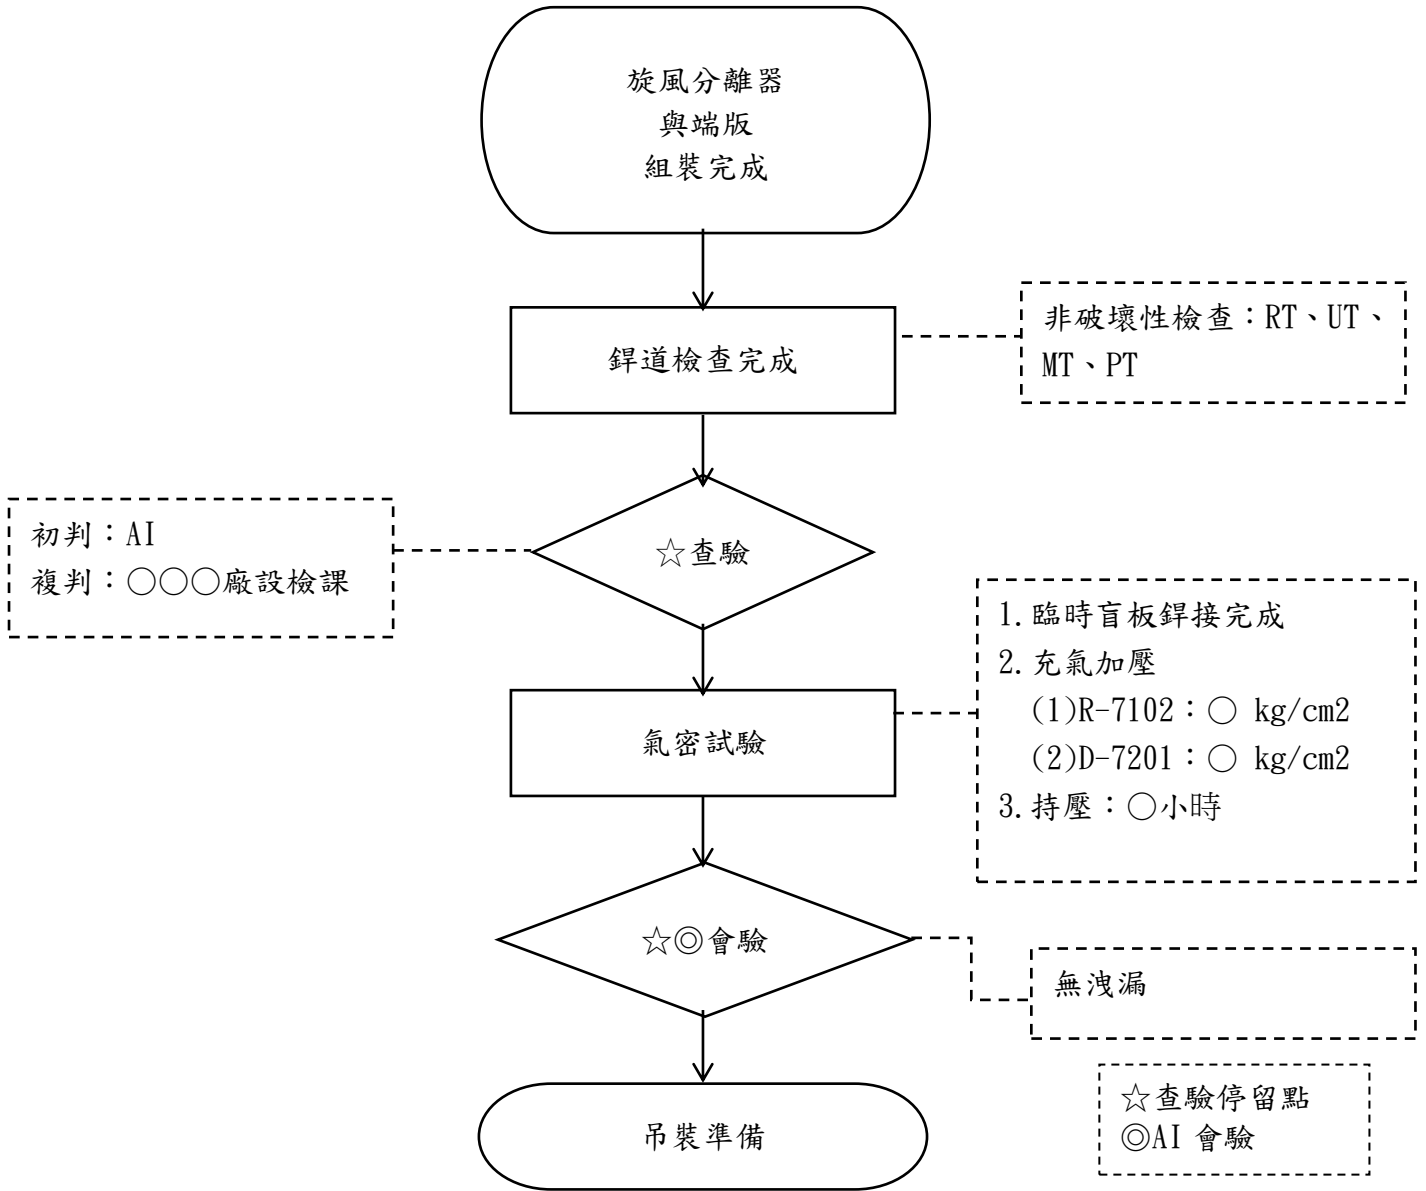 旋風分離器
與端版
組裝完成
非破壞性檢查：RT、UT、
MT、PT
銲道檢查完成
初判：AI
複判：○○○廠設檢課
☆查驗
1.臨時盲板銲接完成
2.充氣加壓
(1)R-7102：○ kg/cm2
(2)D-7201：○ kg/cm2
3.持壓：○小時
氣密試驗
☆◎會驗
無洩漏
☆查驗停留點
◎AI 會驗
吊裝準備